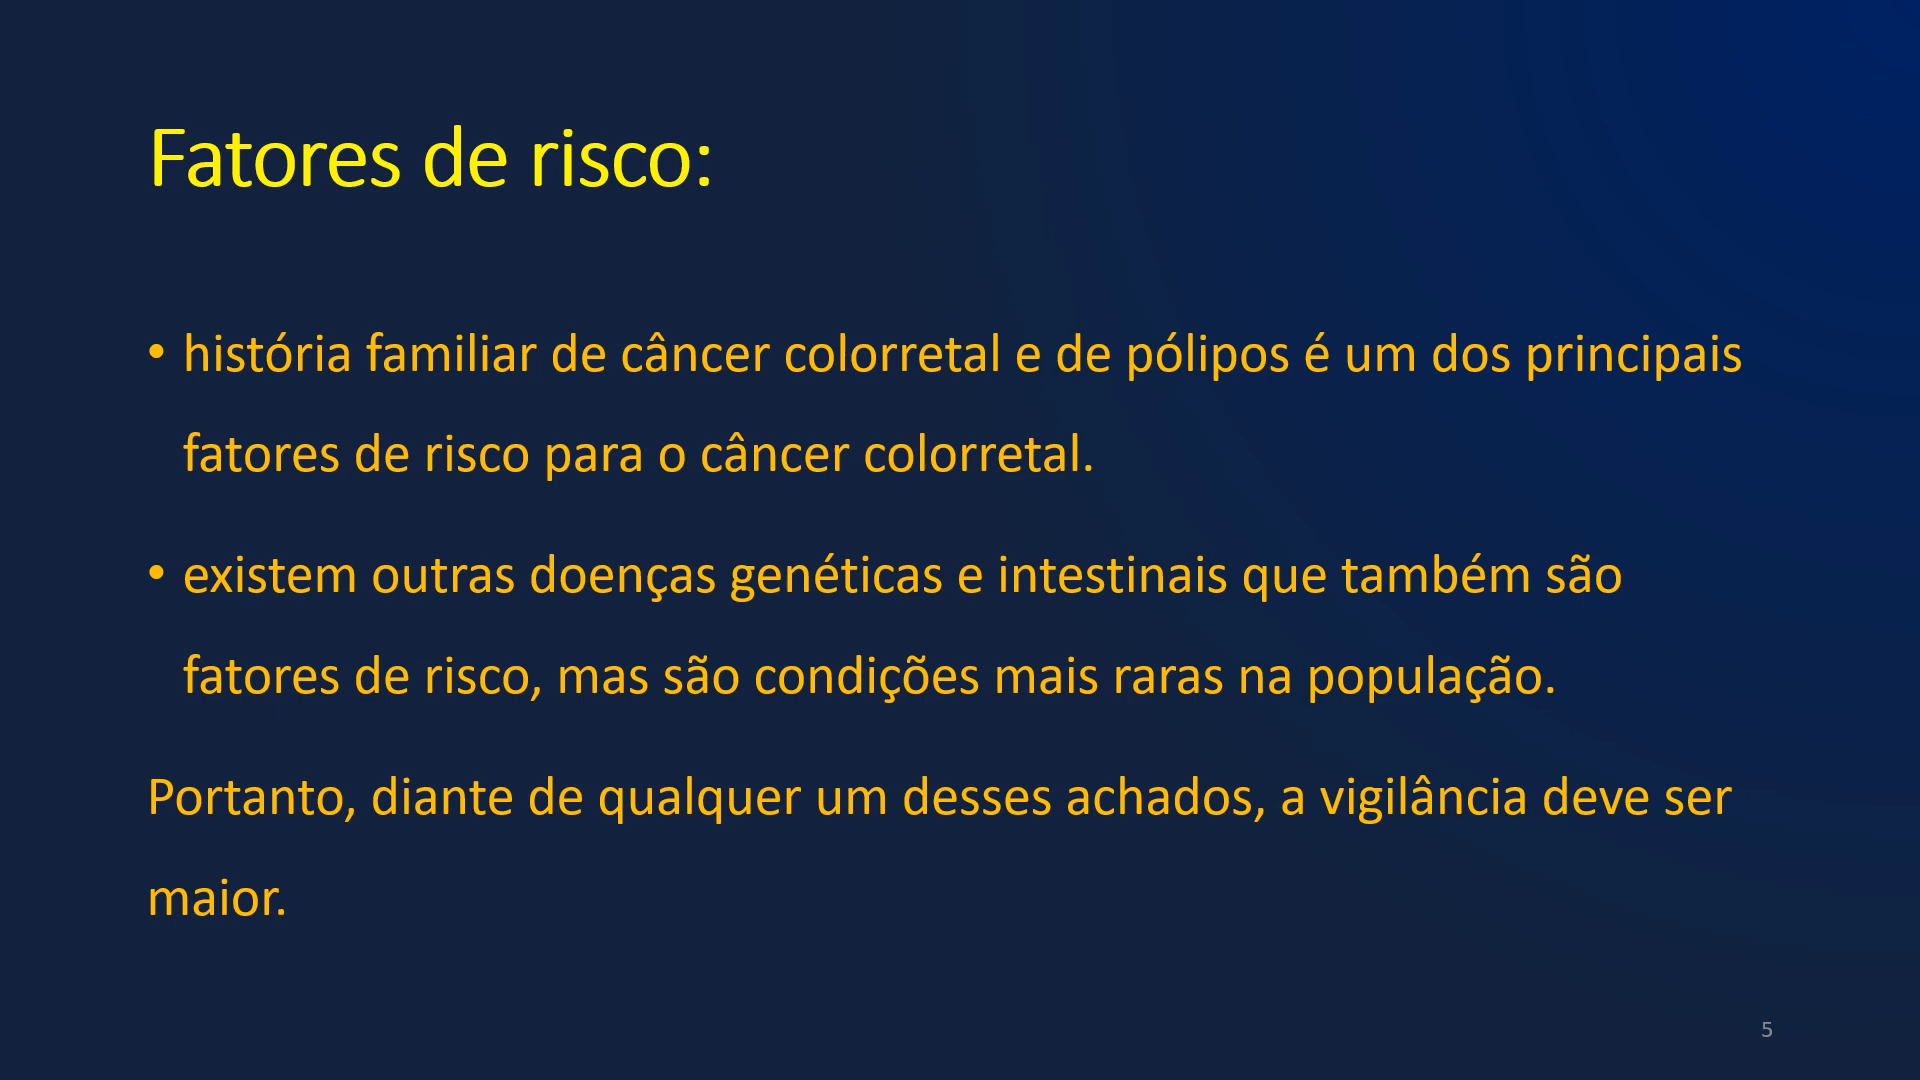 Fatores de risco:
• história familiar de câncer colorretal e de pólipos é um dos principais
fatores de risco para o câncer colorretal.
• existem outras doenças genéticas e intestinais que também são
fatores de risco, mas são condições mais raras na população.
Portanto, diante de qualquer um desses achados, a vigilância deve ser
maior.
5